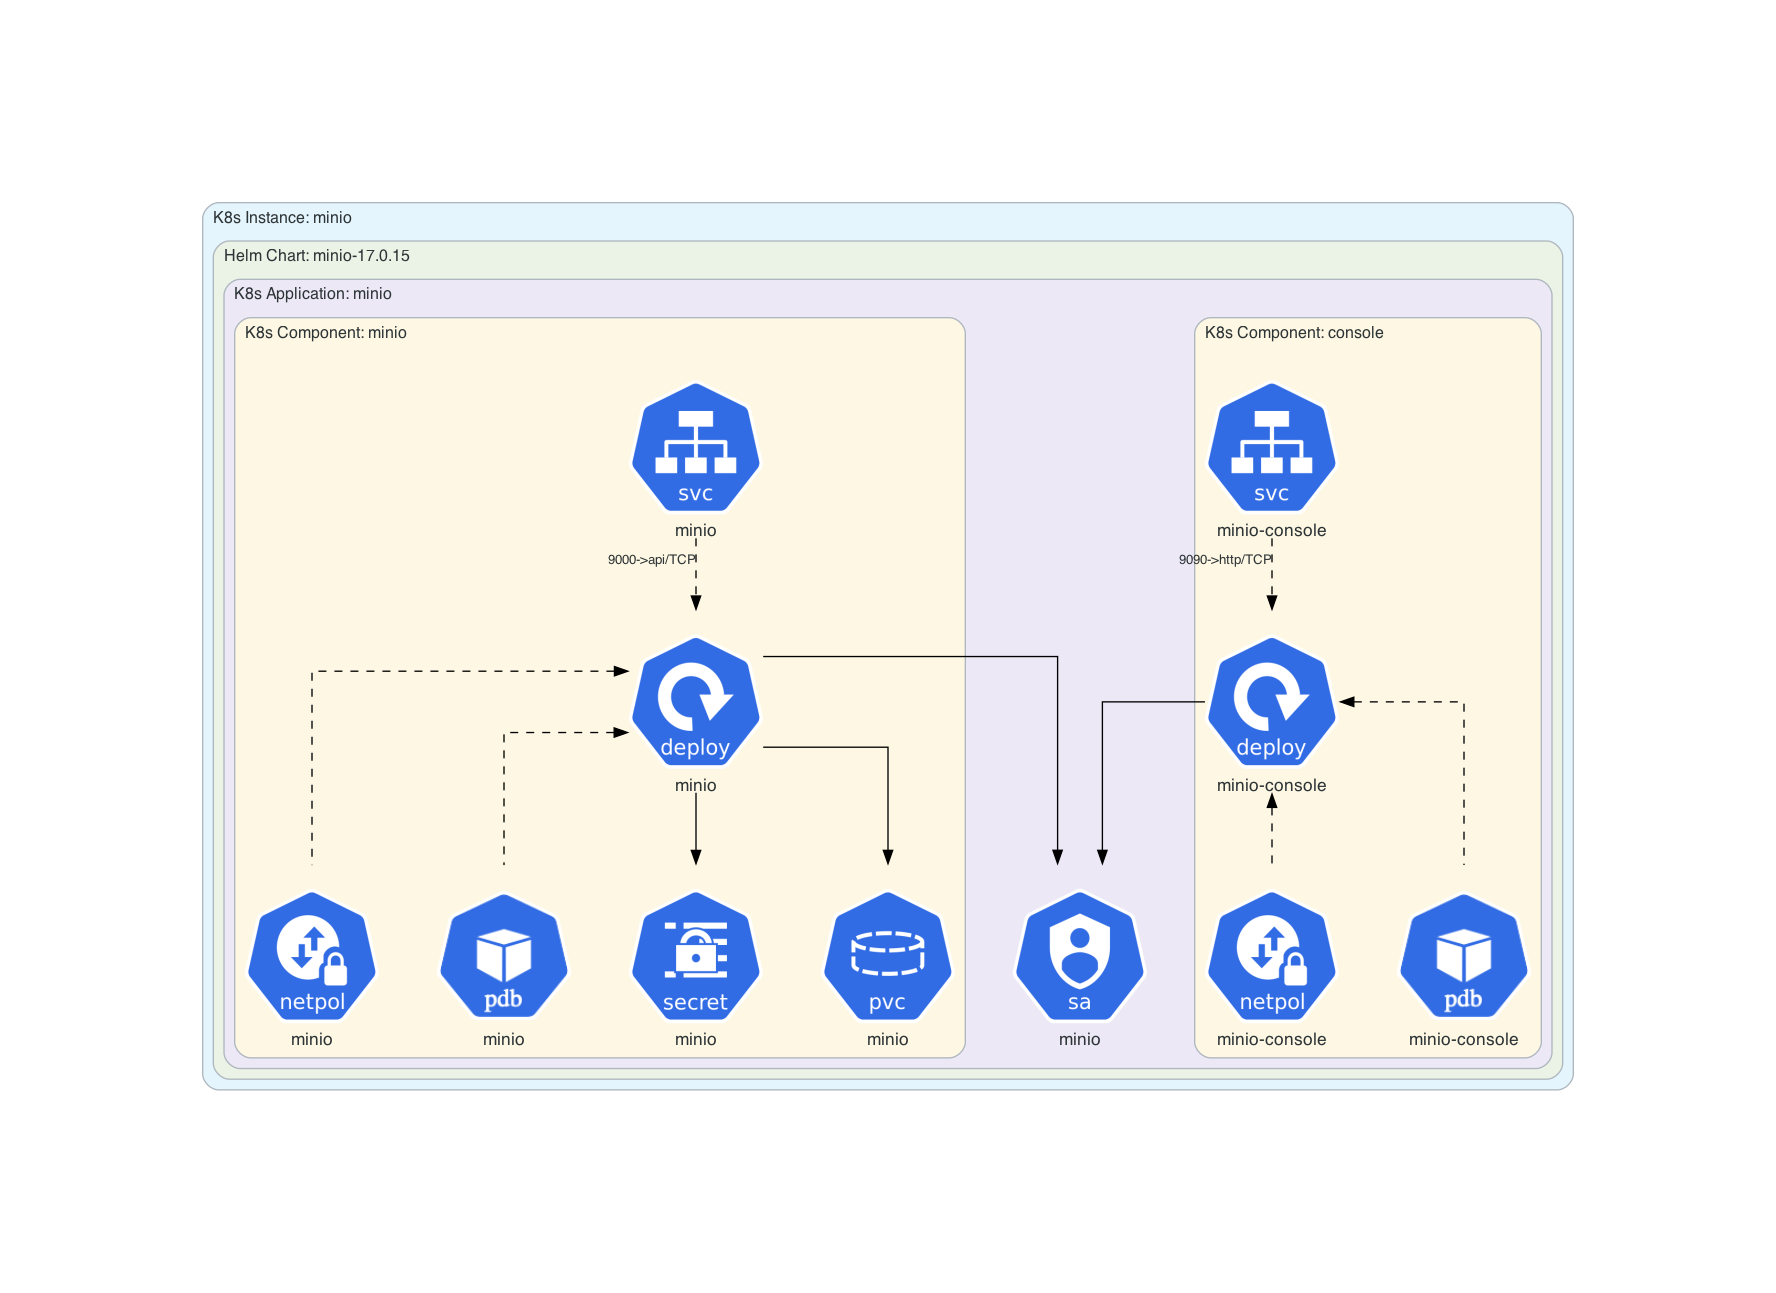 K8s Instance: minio
Helm Chart: minio-17.0.15
K8s Application: minio
K8s Component: minio
K8s Component: console
svc
minio
svc
minio-console
9000->api/TCP
9090->http/TCP
deploy
minio
deploy
minio-console
netpol
minio
pdb
minio
secret
minio
pvc
minio
sa
minio
netpol
minio-console
pdb
minio-console